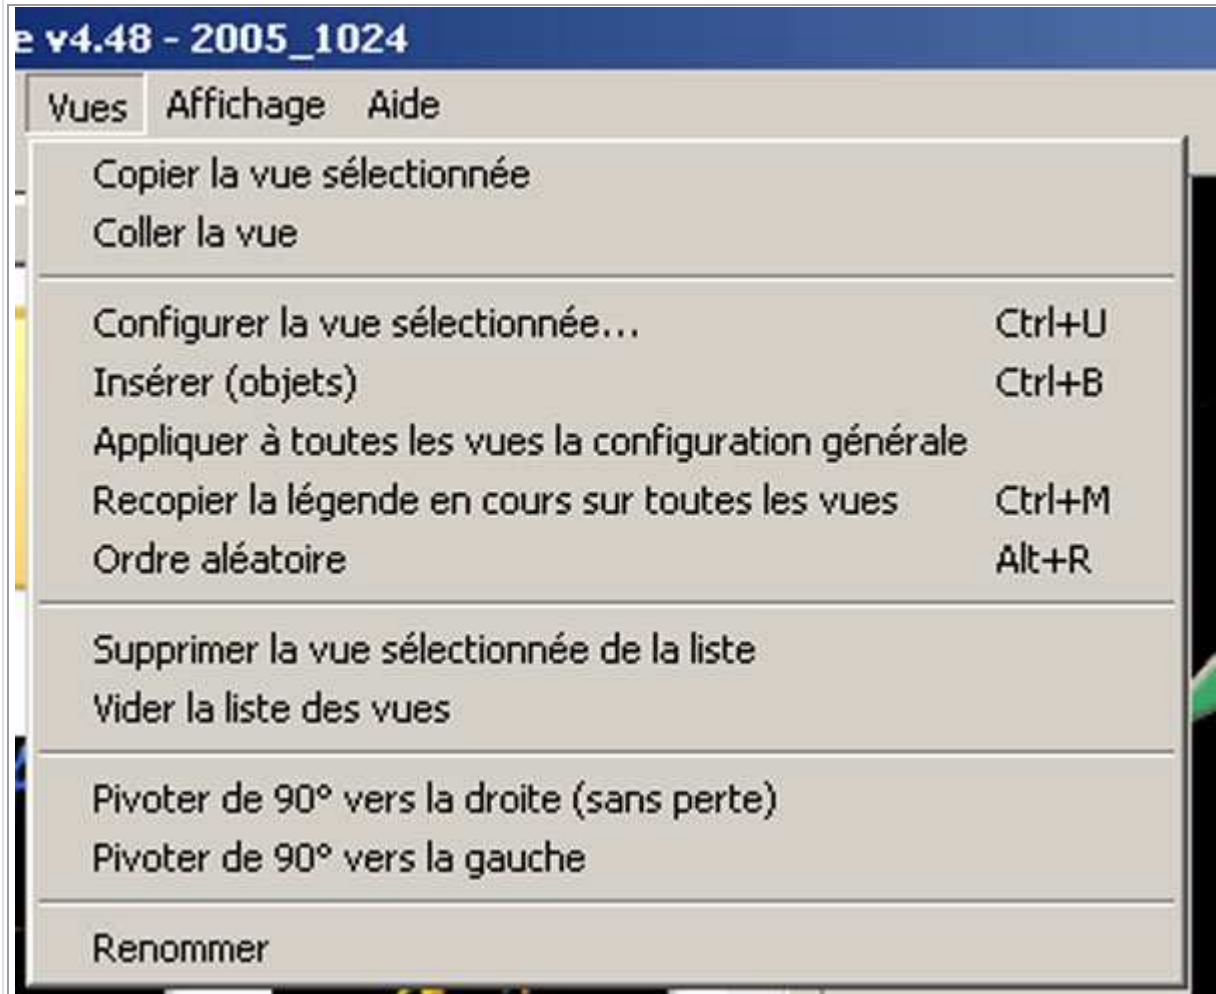 e v4.48 - 2005_1024
Vues Affichage Aide
Copier la vue sélectionnée
Coller la vue
Configurer la vue sélectionnée... Ctrl+U
Insérer (objets) Ctrl+B
Appliquer à toutes les vues la configuration générale
Recopier la légende en cours sur toutes les vues Ctrl+M
Ordre aléatoire Alt+R
Supprimer la vue sélectionnée de la liste
Vider la liste des vues
Pivoter de 90° vers la droite (sans perte)
Pivoter de 90° vers la gauche
Renommer